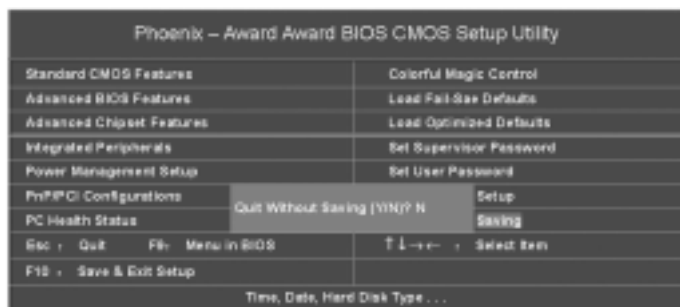 Phoenix – Award Award BIOS CMOS Setup Utility
Standard CMOS Features
Colorful Magic Control
Advanced BIOS Features
Load Fail-Sae Defaults
Advanced Chipset Features
Load Optimized Defaults
Integrated Peripherals
Set Supervisor Password
Power Management Setup
Set User Password
PnP/PCI Configurations
Setup
Quit Without Saving (Y/N)? N
PC Health Status
Saving
Esc : Quit F9: Menu in BIOS
↑↓→← : Select Item
F10 : Save & Exit Setup
Time, Date, Hard Disk Type . . .